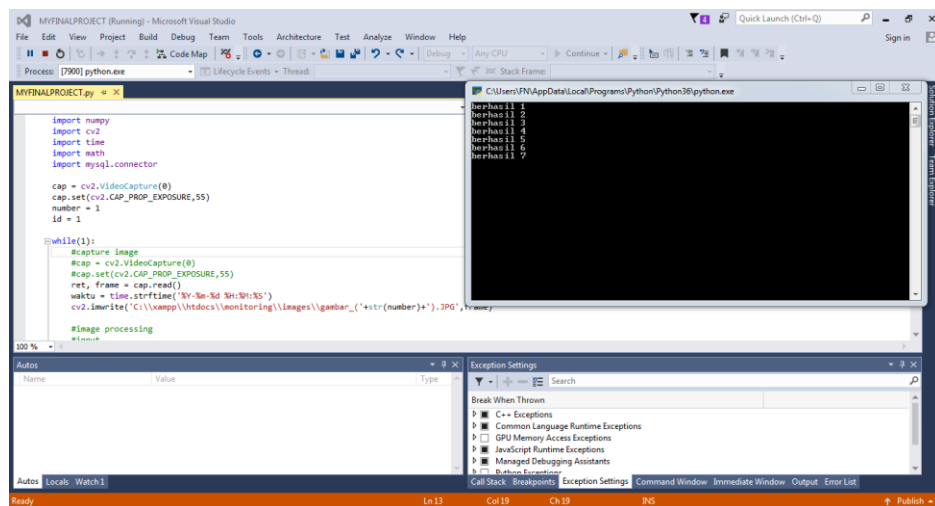 MYFINALPROJECT (Running) - Microsoft Visual Studio
Quick Launch (Ctrl+Q)
File Edit View Project Build Debug Team Tools Architecture Test Analyze Window Help
Sign in
Code Map
Debug
Any CPU
Continue
Process: [7900] python.exe
Lifecycle Events
Thread:
Stack Frame:
MYFINALPROJECT.py
import numpy
import cv2
import time
import math
import mysql.connector
cap = cv2.VideoCapture(0)
cap.set(cv2.CAP_PROP_EXPOSURE,55)
number = 1
id = 1
while(1):
#capture image
#cap = cv2.VideoCapture(0)
#cap.set(cv2.CAP_PROP_EXPOSURE,55)
ret, frame = cap.read()
waktu = time.strftime('%Y-%m-%d %H:%M:%S')
cv2.imwrite('C:\\xampp\\htdocs\\monitoring\\images\\gambar_('+str(number)+').JPG',frame)
#image processing
#input
100 %
C:\Users\FN\AppData\Local\Programs\Python\Python36\python.exe
berhasil 1
berhasil 2
berhasil 3
berhasil 4
berhasil 5
berhasil 6
berhasil 7
Solution Explorer
Team Explorer
Autos
Name Value Type
Autos Locals Watch 1
Exception Settings
Search
Break When Thrown
C++ Exceptions
Common Language Runtime Exceptions
GPU Memory Access Exceptions
JavaScript Runtime Exceptions
Managed Debugging Assistants
Python Exceptions
Call Stack Breakpoints Exception Settings Command Window Immediate Window Output Error List
Ready
Ln 13 Col 19 Ch 19 INS
Publish